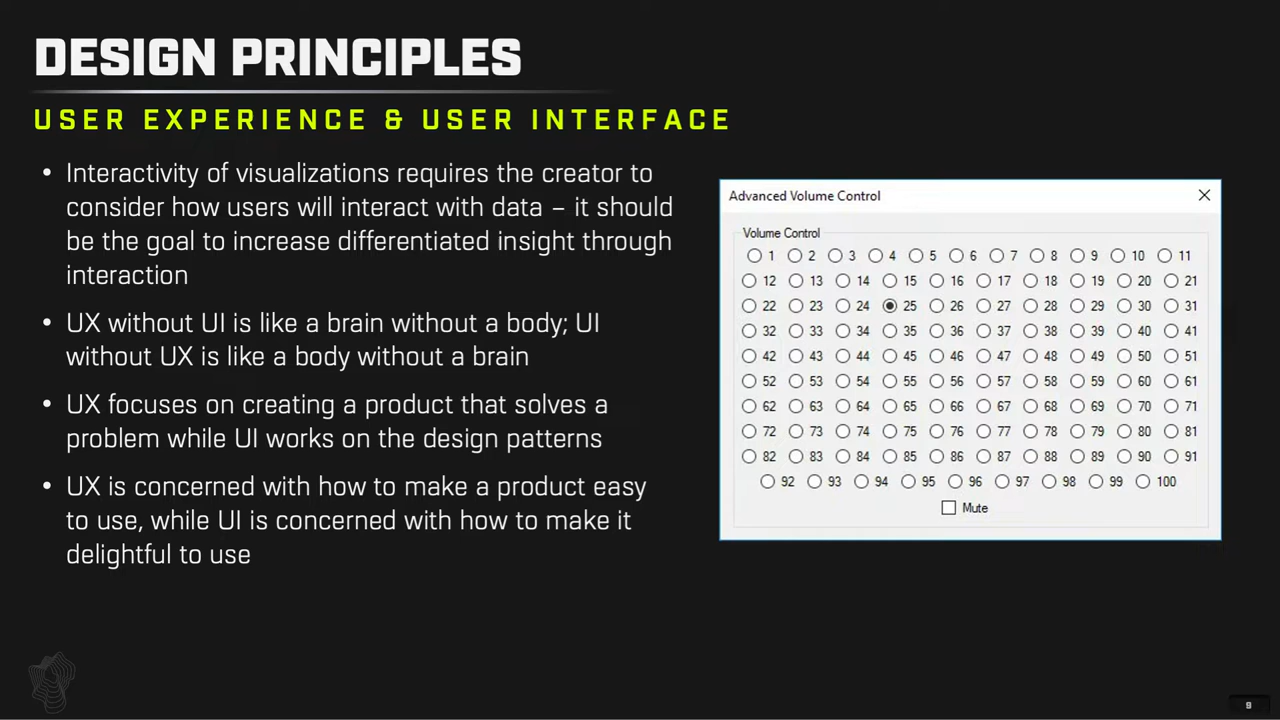 DESIGN PRINCIPLES
USER EXPERIENCE & USER INTERFACE
• Interactivity of visualizations requires the creator to
consider how users will interact with data – it should
be the goal to increase differentiated insight through
interaction
• UX without UI is like a brain without a body; UI
without UX is like a body without a brain
• UX focuses on creating a product that solves a
problem while UI works on the design patterns
• UX is concerned with how to make a product easy
to use, while UI is concerned with how to make it
delightful to use
Advanced Volume Control
Volume Control
1 2 3 4 5 6 7 8 9 10 11
12 13 14 15 16 17 18 19 20 21
22 23 24 25 26 27 28 29 30 31
32 33 34 35 36 37 38 39 40 41
42 43 44 45 46 47 48 49 50 51
52 53 54 55 56 57 58 59 60 61
62 63 64 65 66 67 68 69 70 71
72 73 74 75 76 77 78 79 80 81
82 83 84 85 86 87 88 89 90 91
92 93 94 95 96 97 98 99 100
Mute
9